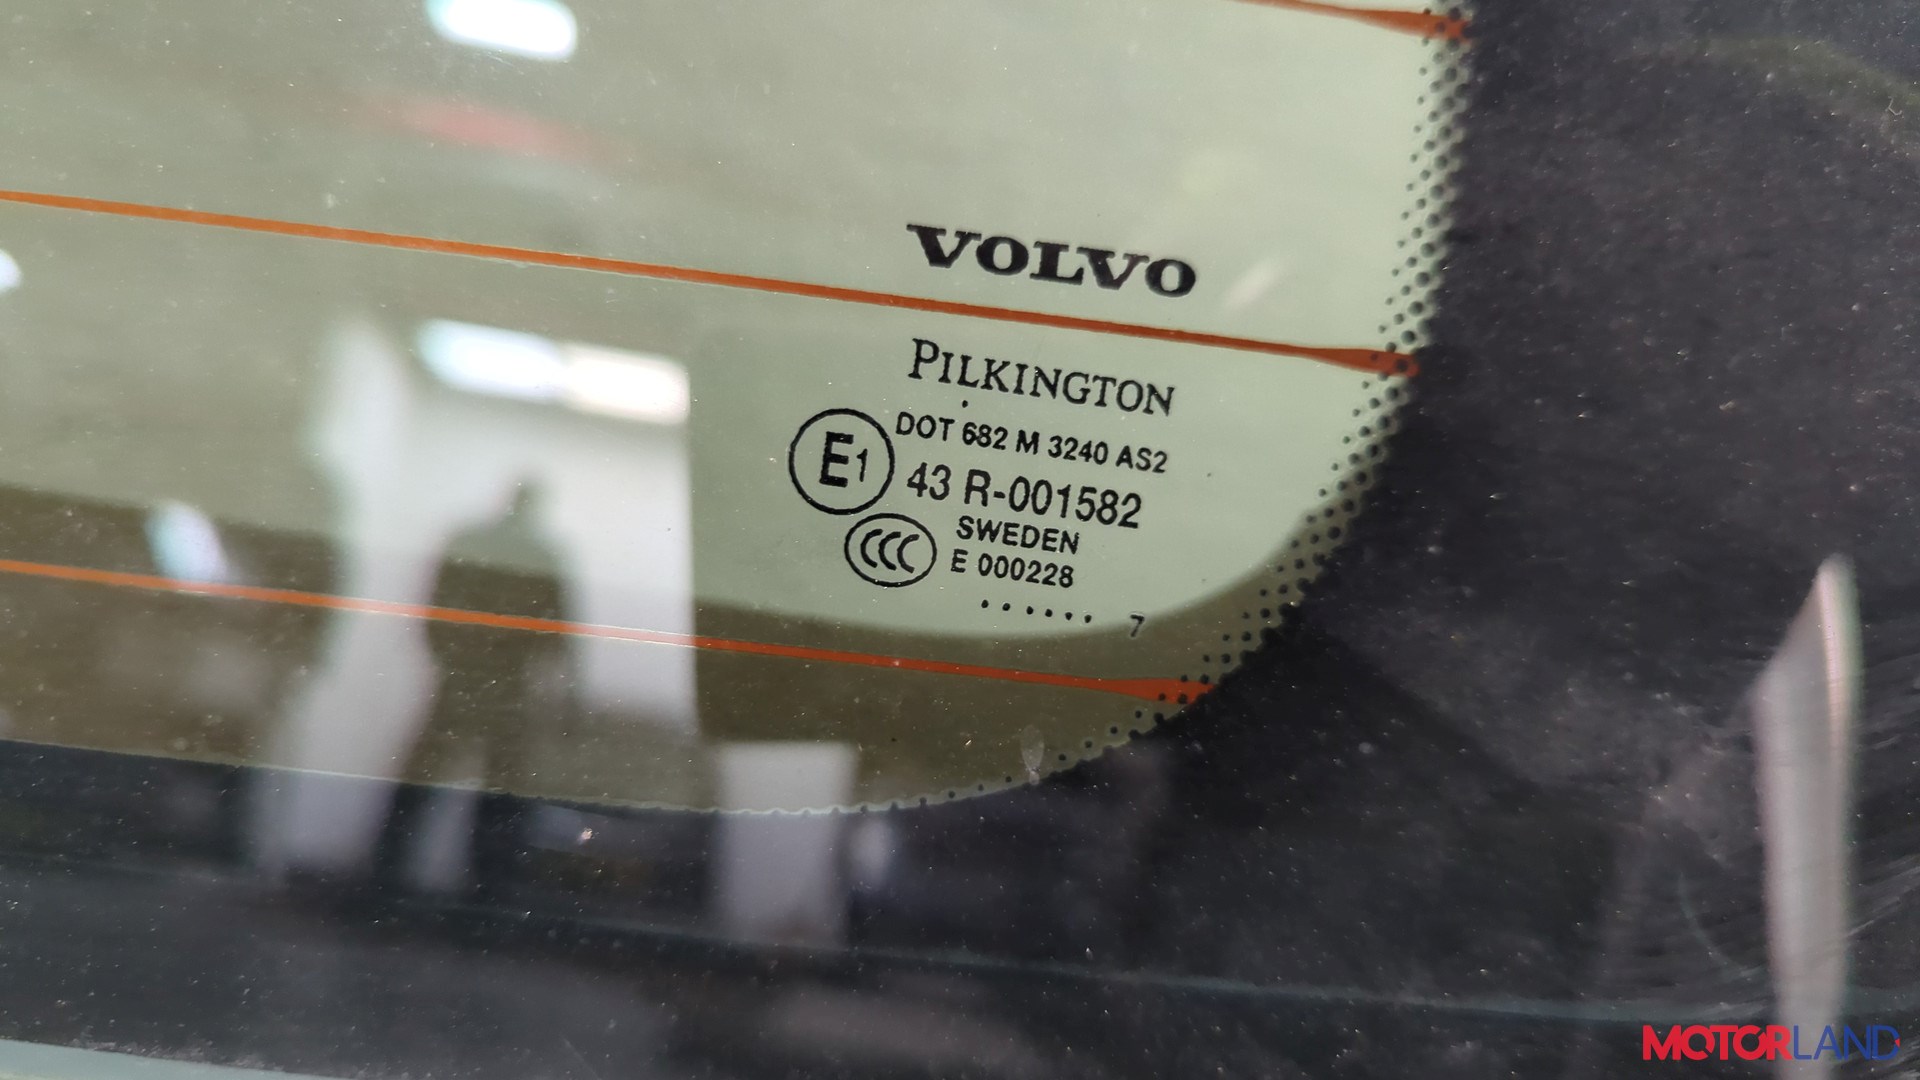 VOLVO
PILKINGTON
DOT 682 M 3240 AS2
E1 43 R-001582
SWEDEN
CCC E 000228
...... 7
MOTORLAND